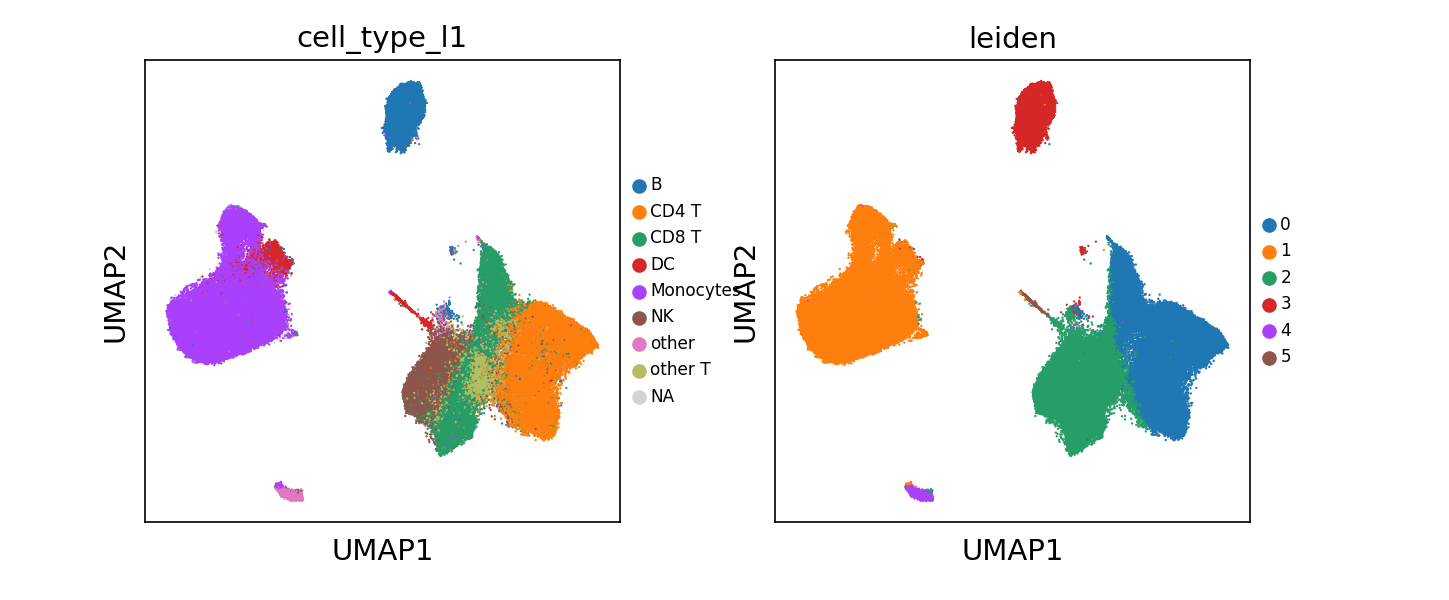 cell_type_l1
UMAP2
UMAP1
B
CD4 T
CD8 T
DC
Monocytes
NK
other
other T
NA
leiden
UMAP2
UMAP1
0
1
2
3
4
5